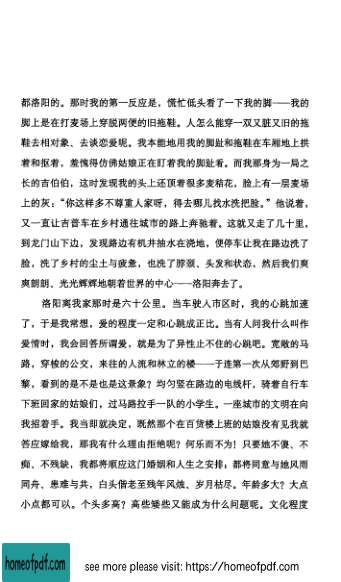 都洛阳的。那时我的第一反应是，慌忙低头看了一下我的脚——我的
脚上是在打麦场上穿脱两便的旧拖鞋。人怎么能穿一双又脏又旧的拖
鞋去相对象、去谈恋爱呢。我本能地用我的脚趾和拖鞋在车厢地上拱
着和抠着，羞愧得仿佛姑娘正在盯着我的脚趾看。而我那身为一局之
长的吉伯伯，这时发现我的头上还顶着很多麦秸花，脸上有一层麦场
上的灰：“你这样多不尊重人家呀，得去哪儿找水洗把脸。”他说着，
又一直让吉普车在乡村通往城市的路上奔驰着。这就又走了几十里，
到龙门山下边，发现路边有机井抽水在浇地，便停车让我在路边洗了
脸，洗了乡村的尘土与疲惫，也洗了脖颈、头发和状态，然后我们爽
爽朗朗、光光辉辉地朝着世界的中心——洛阳奔去了。
洛阳离我家那时是六十公里。当车驶入市区时，我的心跳加速
了，于是我常想，爱的程度一定和心跳成正比。当有人问我什么叫作
爱情时，我会回答所谓爱，就是为了异性止不住的心跳吧。宽敞的马
路，穿梭的公交，来往的人流和林立的楼——于连第一次从郊野到巴
黎，看到的是不是也是这景象？均匀竖在路边的电线杆，骑着自行车
下班回家的姑娘们，过马路拉手一队的小学生。一座城市的文明在向
我招着手。我当即就决定，既然那个在百货楼上班的姑娘没有见我就
答应嫁给我，那我有什么理由拒绝呢？何乐而不为！只要她不傻、不
痴、不残缺，我都将顺应这门婚姻和人生之安排；都将同意与她风雨
同舟、患难与共，白头偕老至残年风烛、岁月枯尽。年龄多大？大点
小点都可以。个头多高？高些矮些又能成为什么问题呢。文化程度
homeofpdf.com
see more please visit: https://homeofpdf.com